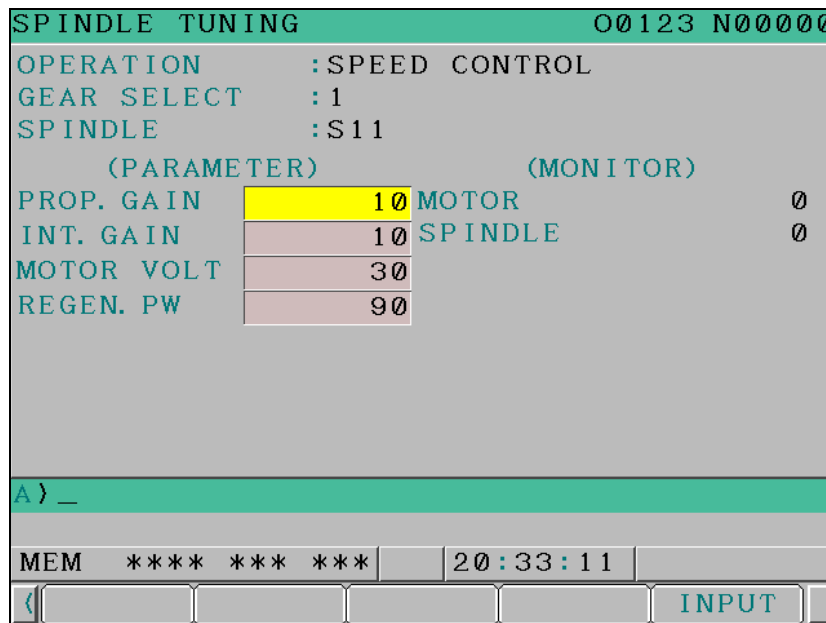 SPINDLE TUNING O0123 N00000
OPERATION :SPEED CONTROL
GEAR SELECT :1
SPINDLE :S11
(PARAMETER) (MONITOR)
PROP. GAIN 10 MOTOR 0
INT. GAIN 10 SPINDLE 0
MOTOR VOLT 30
REGEN. PW 90
A)_
MEM **** *** *** 20:33:11
( INPUT